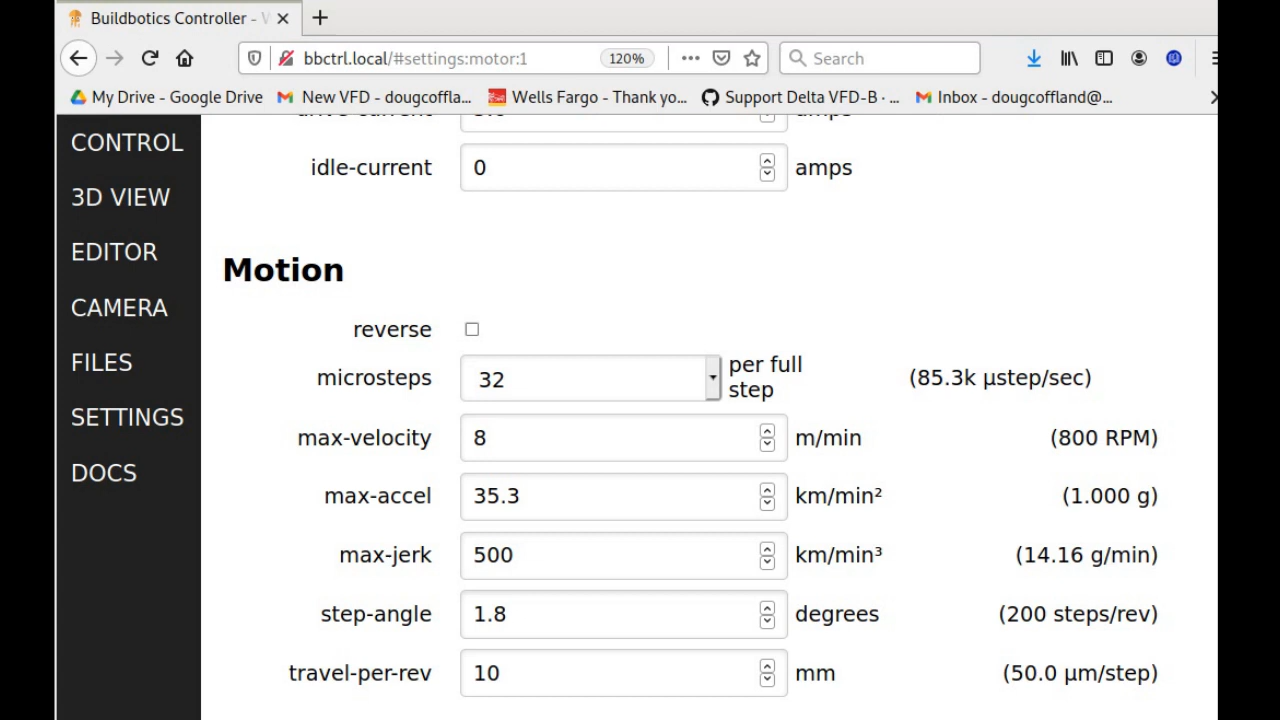 Buildbotics Controller - V
bbctrl.local/#settings:motor:1 120% Search
My Drive - Google Drive New VFD - dougcoffla... Wells Fargo - Thank yo... Support Delta VFD-B · ... Inbox - dougcoffland@...
CONTROL
3D VIEW
EDITOR
CAMERA
FILES
SETTINGS
DOCS
drive-current amps
idle-current 0 amps
Motion
reverse
microsteps 32 per full step (85.3k µstep/sec)
max-velocity 8 m/min (800 RPM)
max-accel 35.3 km/min² (1.000 g)
max-jerk 500 km/min³ (14.16 g/min)
step-angle 1.8 degrees (200 steps/rev)
travel-per-rev 10 mm (50.0 µm/step)